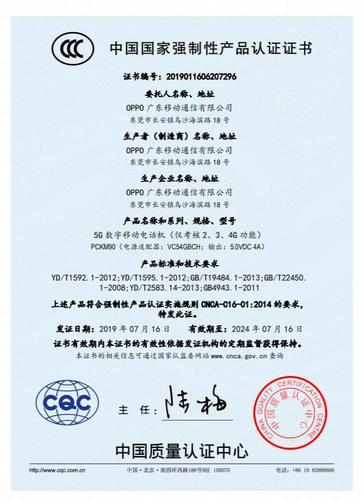 CCC
中国国家强制性产品认证证书
证书编号: 2019011606207296
委托人名称、地址
OPPO 广东移动通信有限公司
东莞市长安镇乌沙海滨路 18 号
生产者（制造商）名称、地址
OPPO 广东移动通信有限公司
东莞市长安镇乌沙海滨路 18 号
生产企业名称、地址
OPPO 广东移动通信有限公司
东莞市长安镇乌沙海滨路 18 号
产品名称和系列、规格、型号
5G 数字移动电话机（仅考核 2、3、4G 功能）
PCKM90（电源适配器: VC54GBCH; 输出: 5.0VDC 4A）
产品标准和技术要求
YD/T1592.1-2012;YD/T1595.1-2012;GB/T19484.1-2013;GB/T22450.
1-2008;YD/T2583.14-2013;GB4943.1-2011
上述产品符合强制性产品认证实施规则 CNCA-C16-01:2014 的要求,
特发此证。
发证日期: 2019 年 07 月 16 日 有效期至: 2024 年 07 月 16 日
证书有效期内本证书的有效性依据发证机构的定期监督获得保持。
本证书的相关信息可通过国家认监委网站 www.cnca.gov.cn 查询
CQC
主 任: 陆梅
CHINA QUALITY CERTIFICATION CENTRE
中国质量认证中心
中国质量认证中心
http://www.cqc.com.cn 中国·北京·南四环西路188号9区 100070 电话: +86 10 83886666